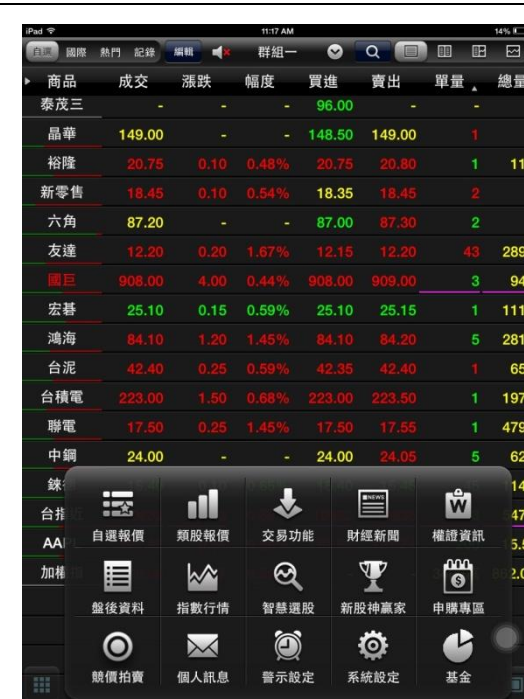 iPad 11:17 AM 14%
自選 國際 熱門 記錄 編輯 群組一
商品 成交 漲跌 幅度 買進 賣出 單量 總量
泰茂三 - - - 96.00 - -
晶華 149.00 - - 148.50 149.00 1
裕隆 20.75 0.10 0.48% 20.75 20.80 1 11
新零售 18.45 0.10 0.54% 18.35 18.45 2
六角 87.20 - - 87.00 87.30 2
友達 12.20 0.20 1.67% 12.15 12.20 43 289
國巨 908.00 4.00 0.44% 908.00 909.00 3 94
宏碁 25.10 0.15 0.59% 25.10 25.15 1 111
鴻海 84.10 1.20 1.45% 84.10 84.20 5 281
台泥 42.40 0.25 0.59% 42.35 42.40 1 65
台積電 223.00 1.50 0.68% 223.00 223.50 1 197
聯電 17.50 0.25 1.45% 17.50 17.55 1 479
中鋼 24.00 - - 24.00 24.05 5 62
錸 14
台指 47
AA 5.5
加權 2.0
NEWS W
自選報價 類股報價 交易功能 財經新聞 權證資訊
$
盤後資料 指數行情 智慧選股 新股神贏家 申購專區
競價拍賣 個人訊息 警示設定 系統設定 基金